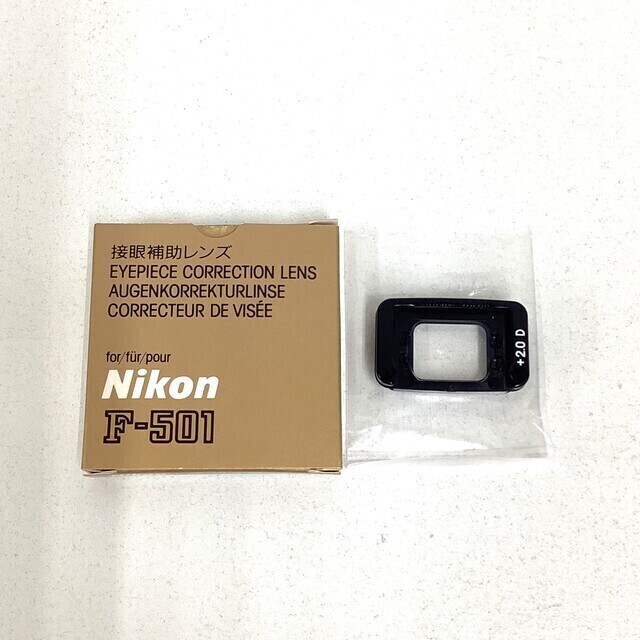 接眼補助レンズ
EYEPIECE CORRECTION LENS
AUGENKORREKTURLINSE
CORRECTEUR DE VISÉE
for/für/pour
Nikon
F-501
+2.0 D